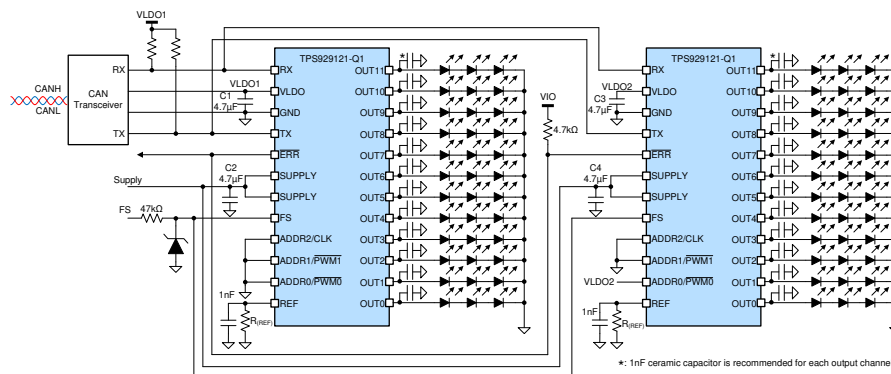 VLDO1
TPS929121-Q1
TPS929121-Q1
RX
RX
OUT11
*
RX
OUT11
*
CANH
CANL
CAN
Transceiver
VLDO1
VLDO
OUT10
VIO
VLDO2
VLDO
OUT10
C1
4.7µF
GND
OUT9
C3
4.7µF
GND
OUT9
TX
TX
OUT8
4.7kΩ
TX
OUT8
ERR
OUT7
ERR
OUT7
Supply
C2
4.7µF
SUPPLY
OUT6
C4
4.7µF
SUPPLY
OUT6
SUPPLY
OUT5
SUPPLY
OUT5
FS
47kΩ
FS
OUT4
FS
OUT4
ADDR2/CLK
OUT3
ADDR2/CLK
OUT3
ADDR1/PWM1
OUT2
ADDR1/PWM1
OUT2
ADDR0/PWM0
OUT1
VLDO2
ADDR0/PWM0
OUT1
1nF
REF
OUT0
1nF
REF
OUT0
R(REF)
R(REF)
*: 1nF ceramic capacitor is recommended for each output channe